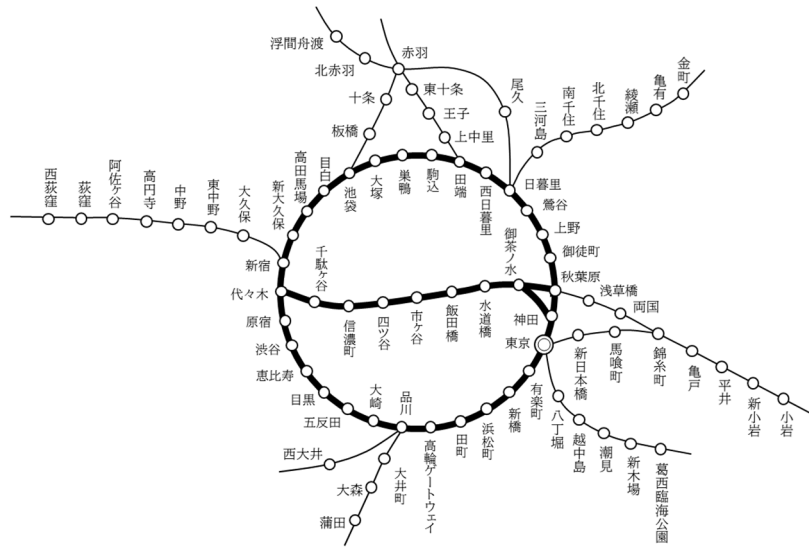 浮間舟渡
北赤羽
赤羽
十条
板橋
東十条
王子
上中里
尾久
三河島
南千住
北千住
綾瀬
亀有
金町
西荻窪
荻窪
阿佐ヶ谷
高円寺
中野
東中野
大久保
新大久保
高田馬場
目白
池袋
大塚
巣鴨
駒込
田端
西日暮里
日暮里
鶯谷
上野
御徒町
秋葉原
新宿
代々木
千駄ヶ谷
信濃町
四ツ谷
市ヶ谷
飯田橋
水道橋
御茶ノ水
神田
東京
浅草橋
両国
錦糸町
亀戸
平井
新小岩
小岩
新日本橋
馬喰町
原宿
渋谷
恵比寿
目黒
五反田
大崎
品川
高輪ゲートウェイ
田町
浜松町
新橋
有楽町
八丁堀
越中島
潮見
新木場
葛西臨海公園
西大井
大井町
大森
蒲田